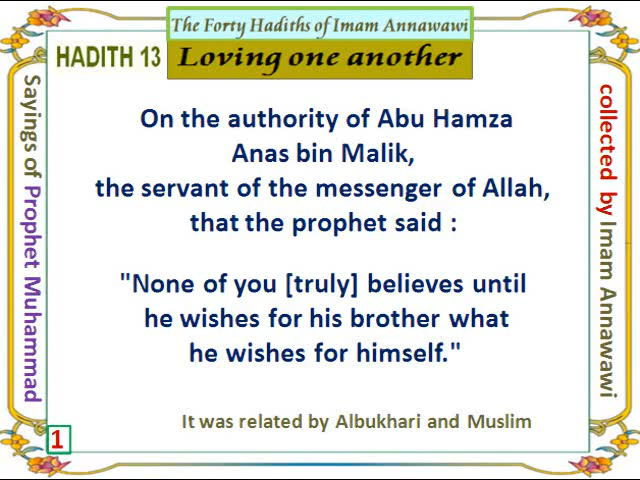 The Forty Hadiths of Imam Annawawi
HADITH 13
Loving one another
Sayings of Prophet Muhammad
collected by Imam Annawawi
On the authority of Abu Hamza
Anas bin Malik,
the servant of the messenger of Allah,
that the prophet said :
"None of you [truly] believes until
he wishes for his brother what
he wishes for himself."
It was related by Albukhari and Muslim
1